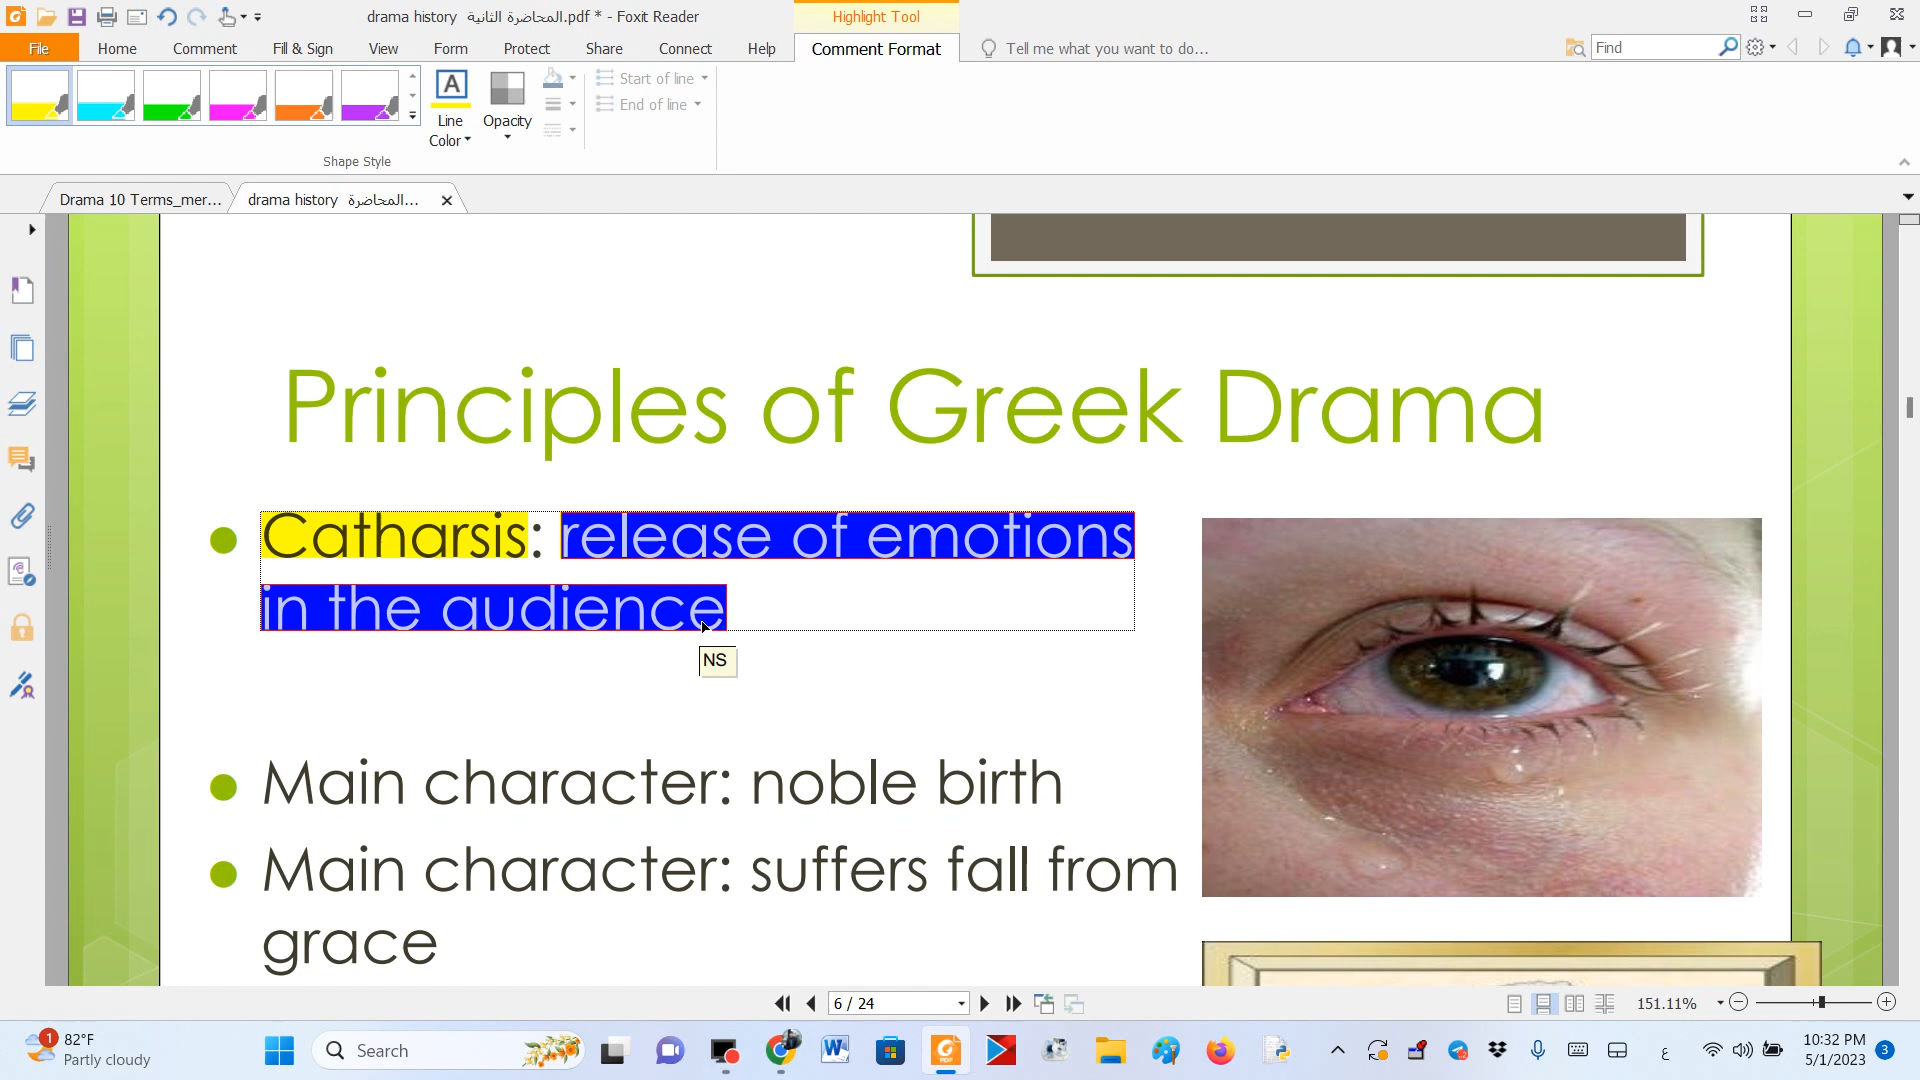 drama history المحاضرة الثانية.pdf * - Foxit Reader
Highlight Tool
File Home Comment Fill & Sign View Form Protect Share Connect Help Comment Format Tell me what you want to do... Find
Line Color
Opacity
Start of line
End of line
Shape Style
Drama 10 Terms_mer...
drama history المحاضرة...
Principles of Greek Drama
Catharsis: release of emotions
in the audience
NS
Main character: noble birth
Main character: suffers fall from
grace
6 / 24
151.11%
1
82°F
Partly cloudy
Search
ع
10:32 PM
5/1/2023
3